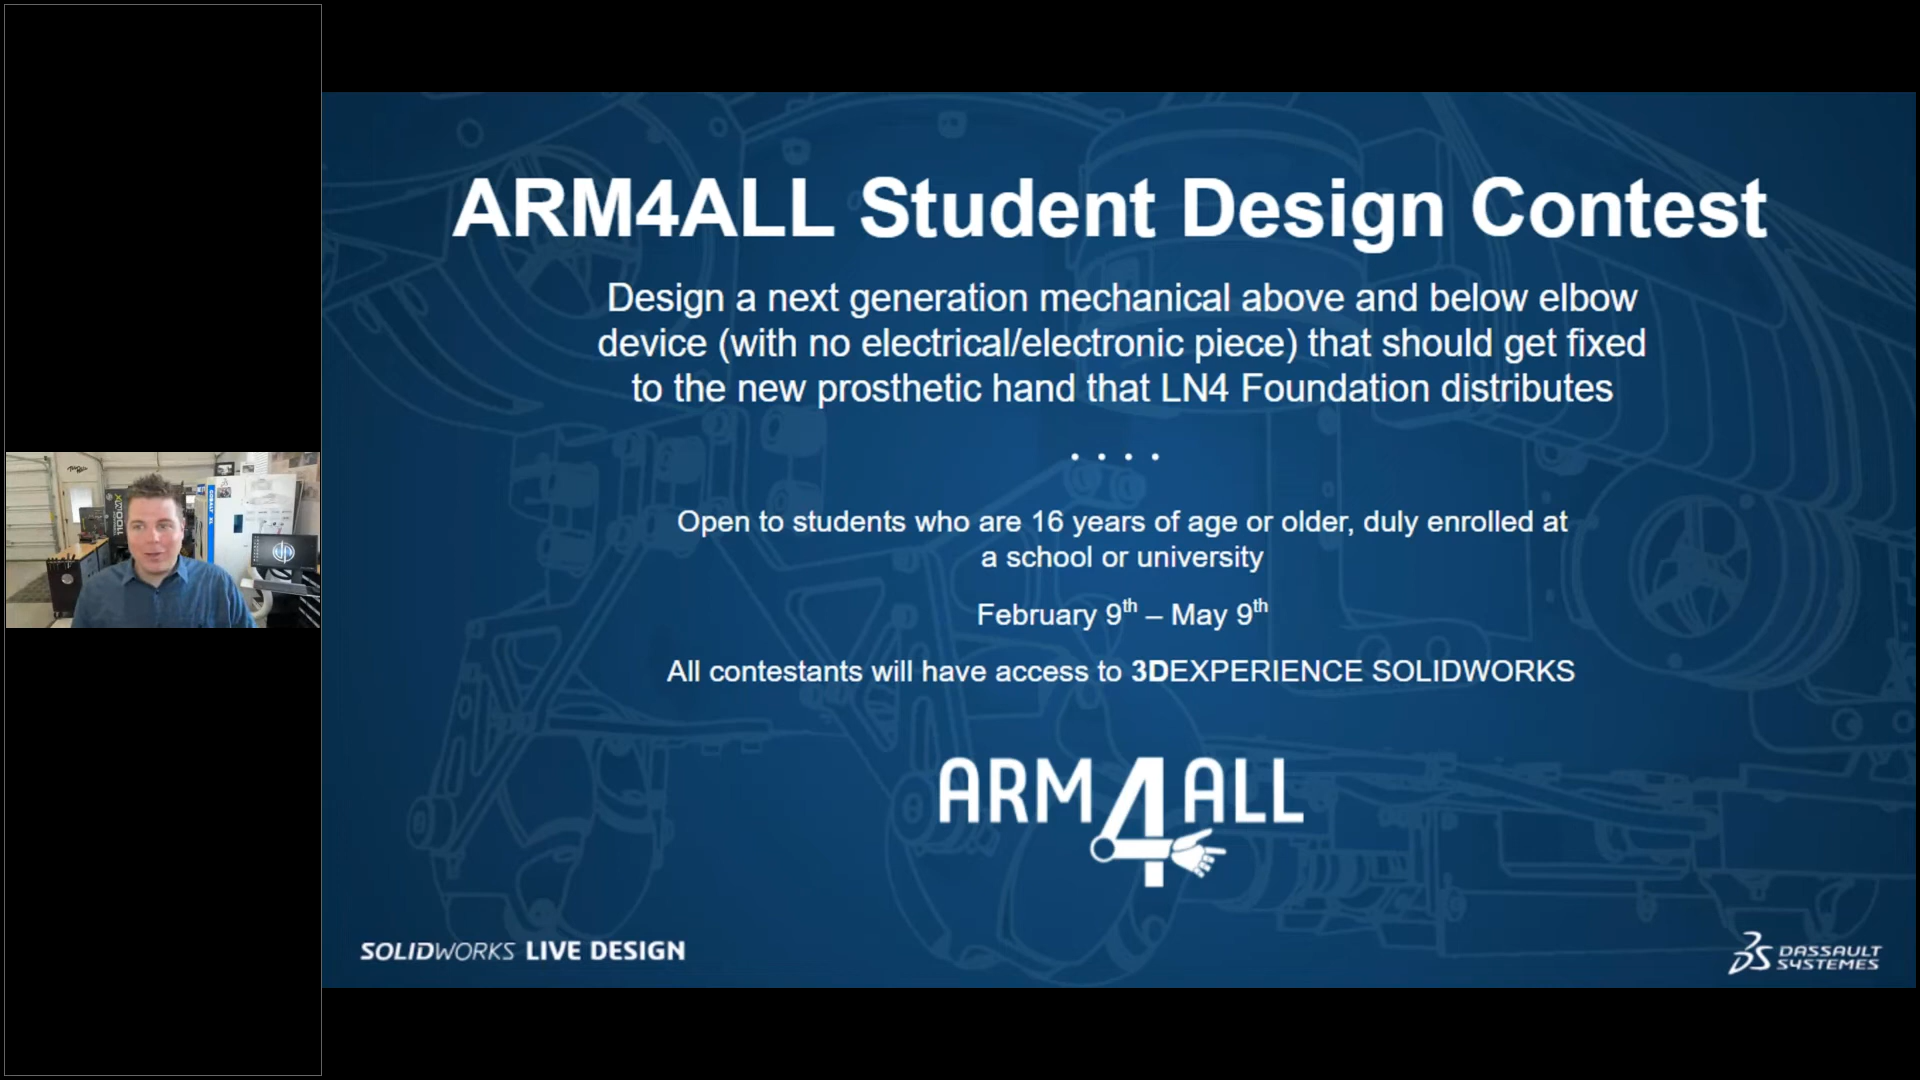 ARM4ALL Student Design Contest
Design a next generation mechanical above and below elbow
device (with no electrical/electronic piece) that should get fixed
to the new prosthetic hand that LN4 Foundation distributes
. . . .
Open to students who are 16 years of age or older, duly enrolled at
a school or university
February 9th – May 9th
All contestants will have access to 3DEXPERIENCE SOLIDWORKS
ARM4ALL
SOLIDWORKS LIVE DESIGN
DASSAULT
SYSTEMES